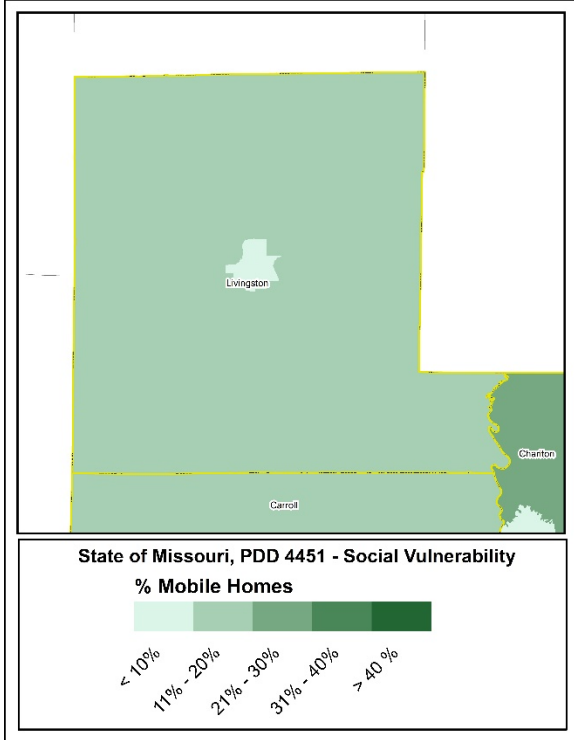 Livingston
Chariton
Carroll
State of Missouri, PDD 4451 - Social Vulnerability
% Mobile Homes
< 10%
11% - 20%
21% - 30%
31% - 40%
> 40 %